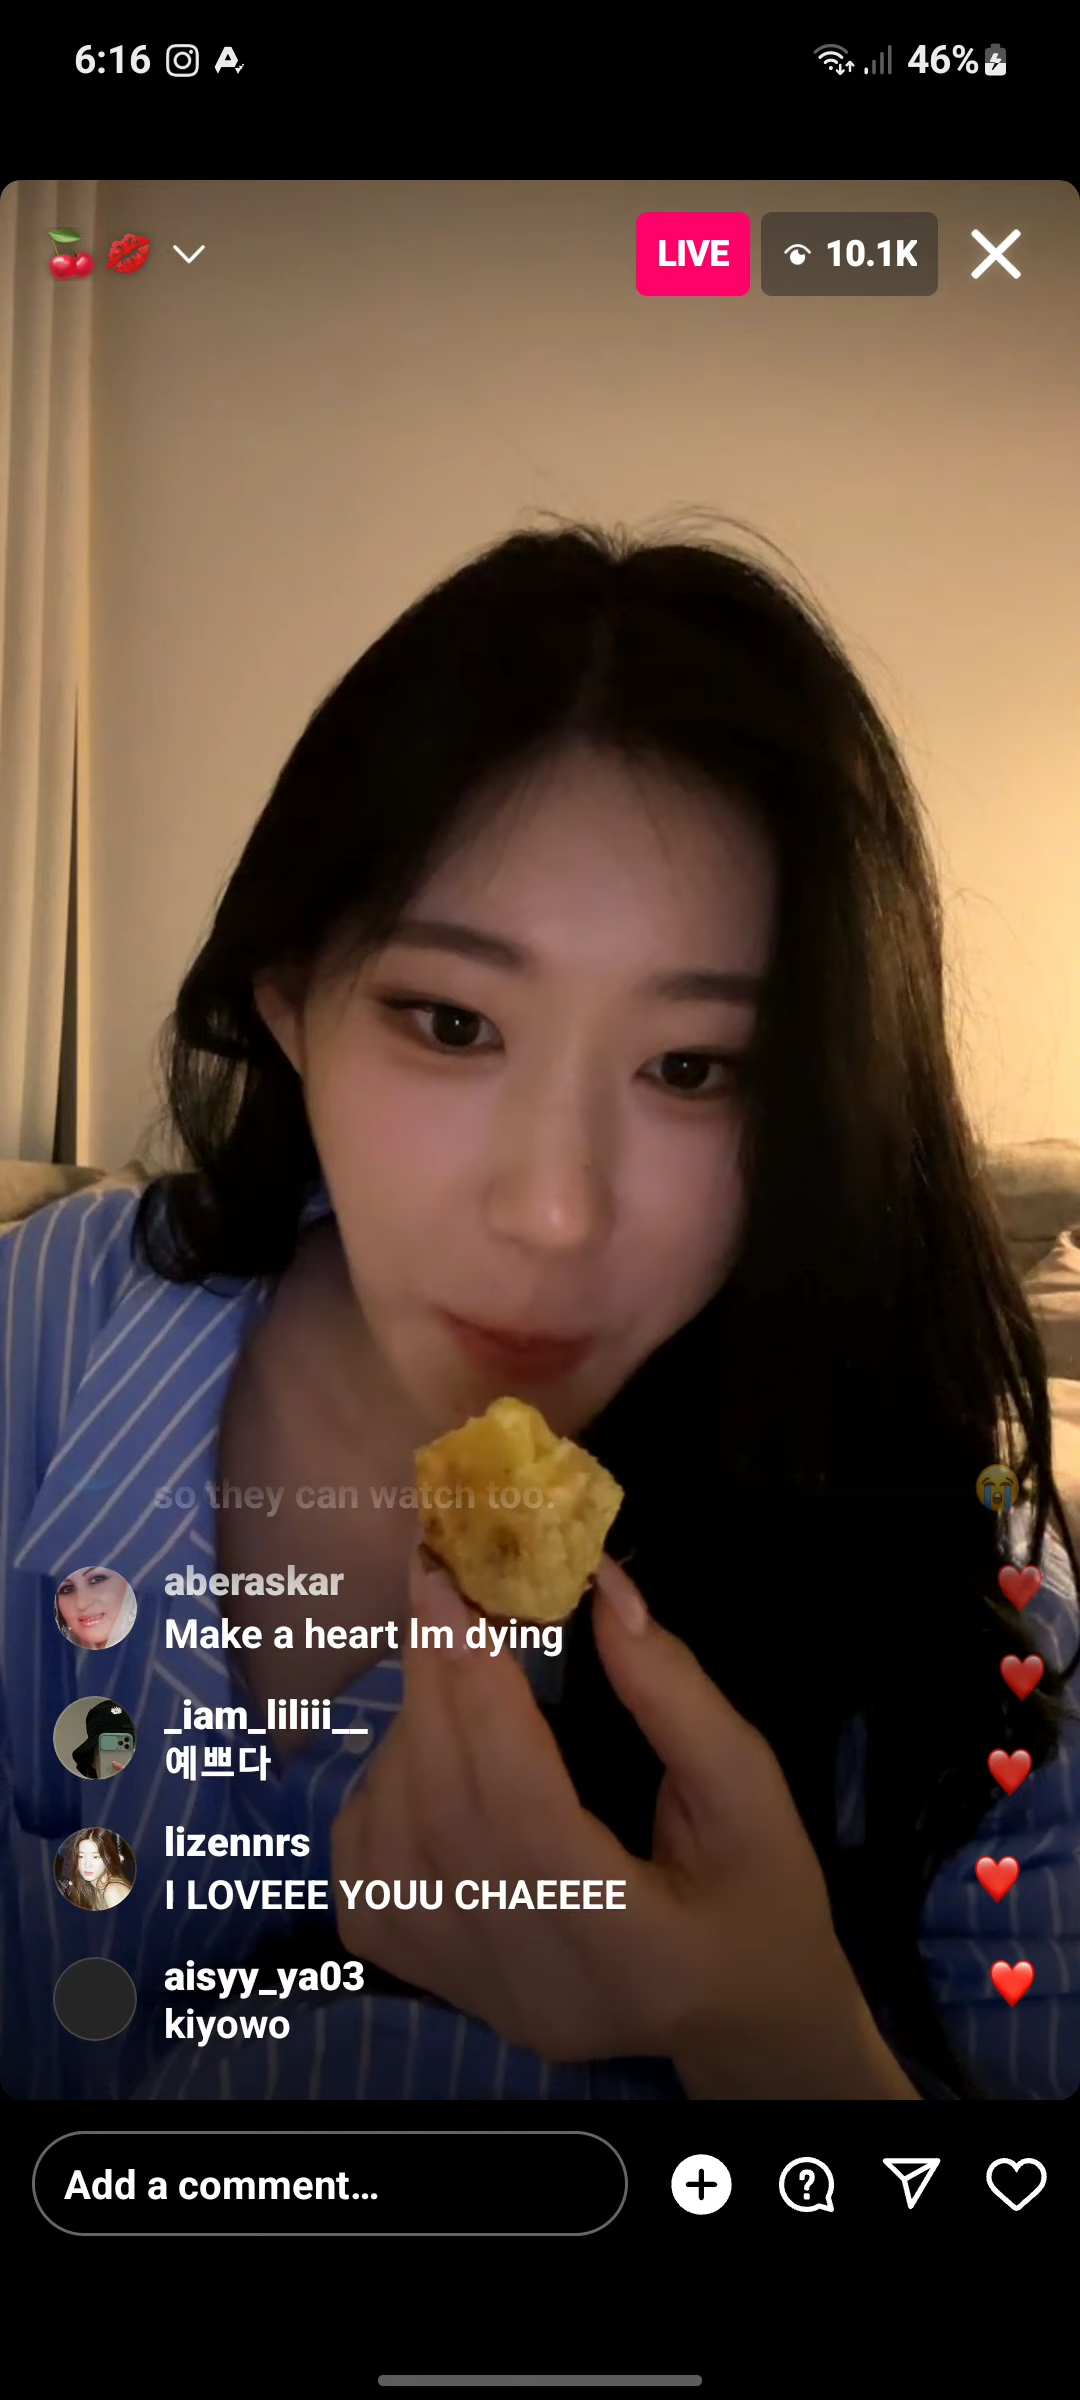 6:16
46%
LIVE
10.1K
so they can watch too.
aberaskar
Make a heart Im dying
_iam_liliii__
예쁘다
lizennrs
I LOVEEE YOUU CHAEEEE
aisyy_ya03
kiyowo
Add a comment...